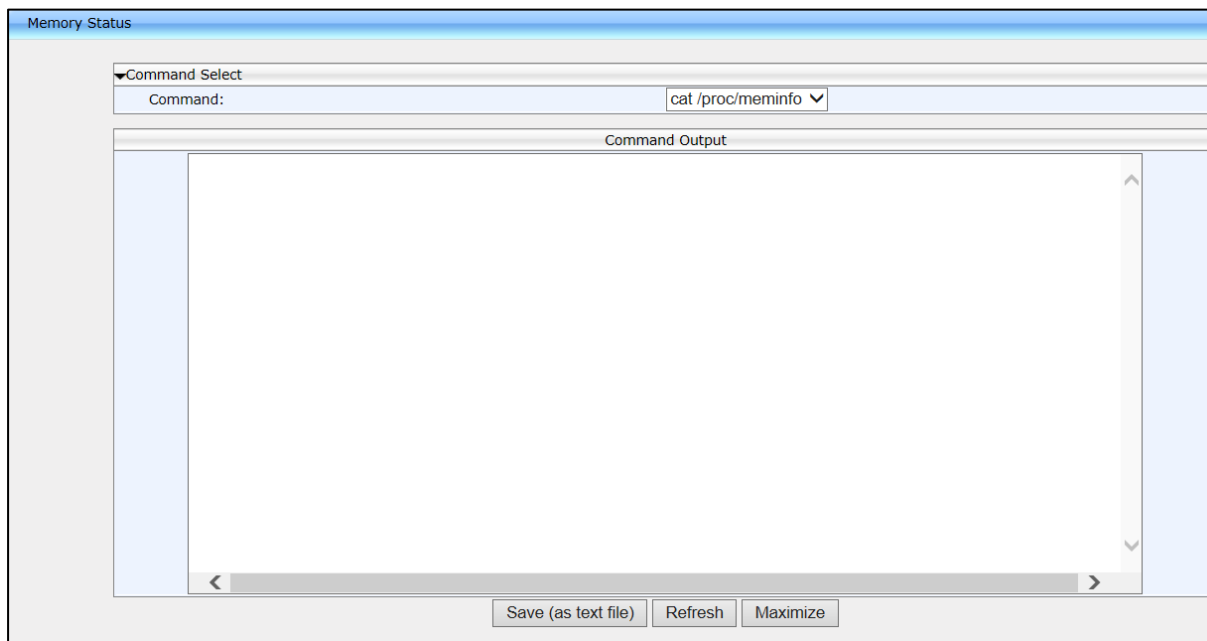 Memory Status
Command Select
Command: cat /proc/meminfo
Command Output
Save (as text file) Refresh Maximize